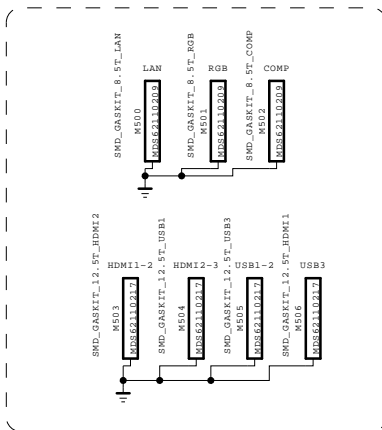 SMD_GASKIT_8.5T_LAN
M500
LAN
MDS62110209
SMD_GASKIT_8.5T_RGB
M501
RGB
MDS62110209
SMD_GASKIT_8.5T_COMP
M502
COMP
MDS62110209
SMD_GASKIT_12.5T_HDMI2
M503
HDMI1-2
MDS62110217
SMD_GASKIT_12.5T_USB1
M504
HDMI2-3
MDS62110217
SMD_GASKIT_12.5T_USB3
M505
USB1-2
MDS62110217
SMD_GASKIT_12.5T_HDMI1
M506
USB3
MDS62110217